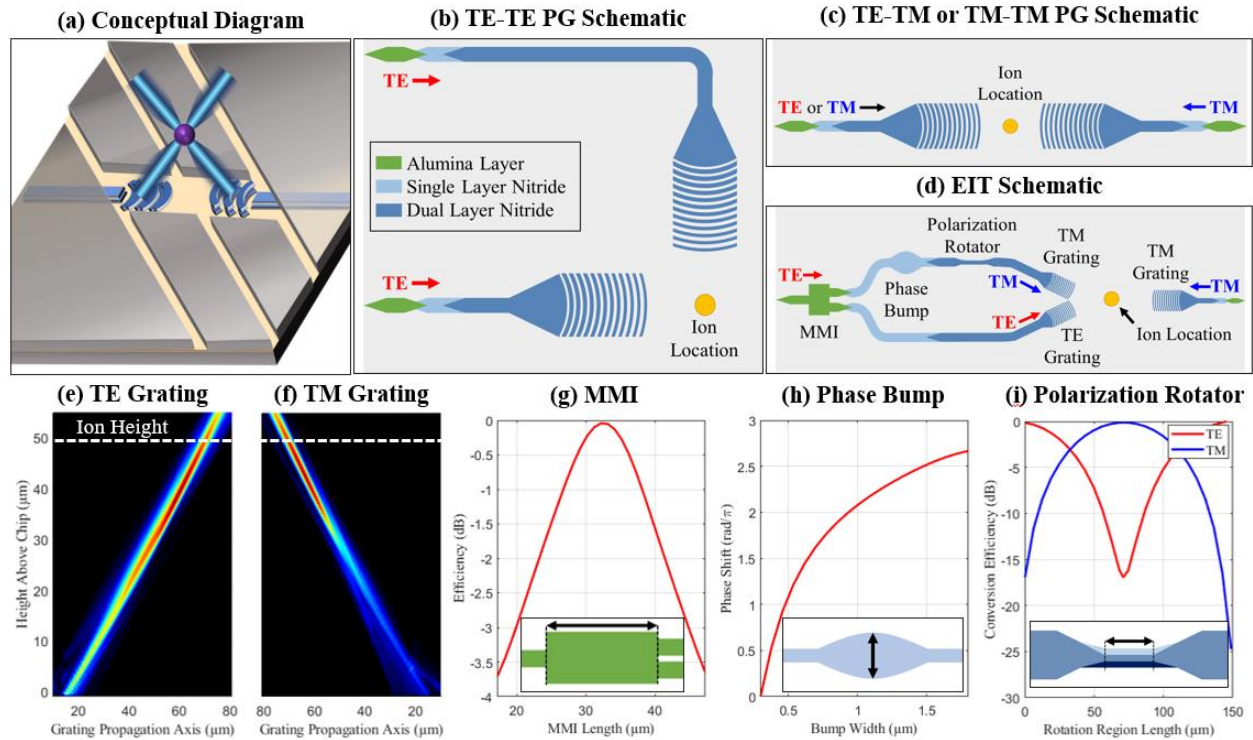 (a) Conceptual Diagram
(b) TE-TE PG Schematic
TE
Alumina Layer
Single Layer Nitride
Dual Layer Nitride
TE
Ion
Location
(c) TE-TM or TM-TM PG Schematic
Ion
Location
TE or TM
TM
(d) EIT Schematic
Polarization
Rotator
TM
Grating
TM
Grating
TE
TM
Phase
Bump
TM
MMI
TE
TE
Grating
Ion Location
(e) TE Grating
Ion Height
Height Above Chip (μm)
50
40
30
20
10
0
20
40
60
80
Grating Propagation Axis (μm)
(f) TM Grating
80
60
40
20
Grating Propagation Axis (μm)
(g) MMI
Efficiency (dB)
0
-0.5
-1
-1.5
-2
-2.5
-3
-3.5
-4
20
30
40
MMI Length (μm)
(h) Phase Bump
Phase Shift (rad/π)
3
2.5
2
1.5
1
0.5
0
0.5
1
1.5
Bump Width (μm)
(i) Polarization Rotator
TE
TM
Conversion Efficiency (dB)
0
-5
-10
-15
-20
-25
-30
0
50
100
150
Rotation Region Length (μm)